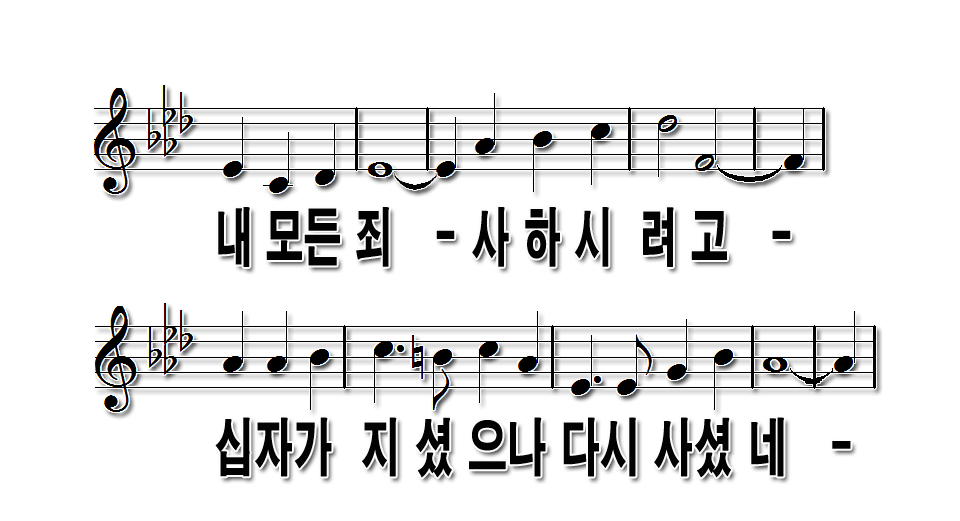 내 모든 죄 - 사 하 시 려 고 -
십자가 지 셨 으나 다시 사셨 네 -